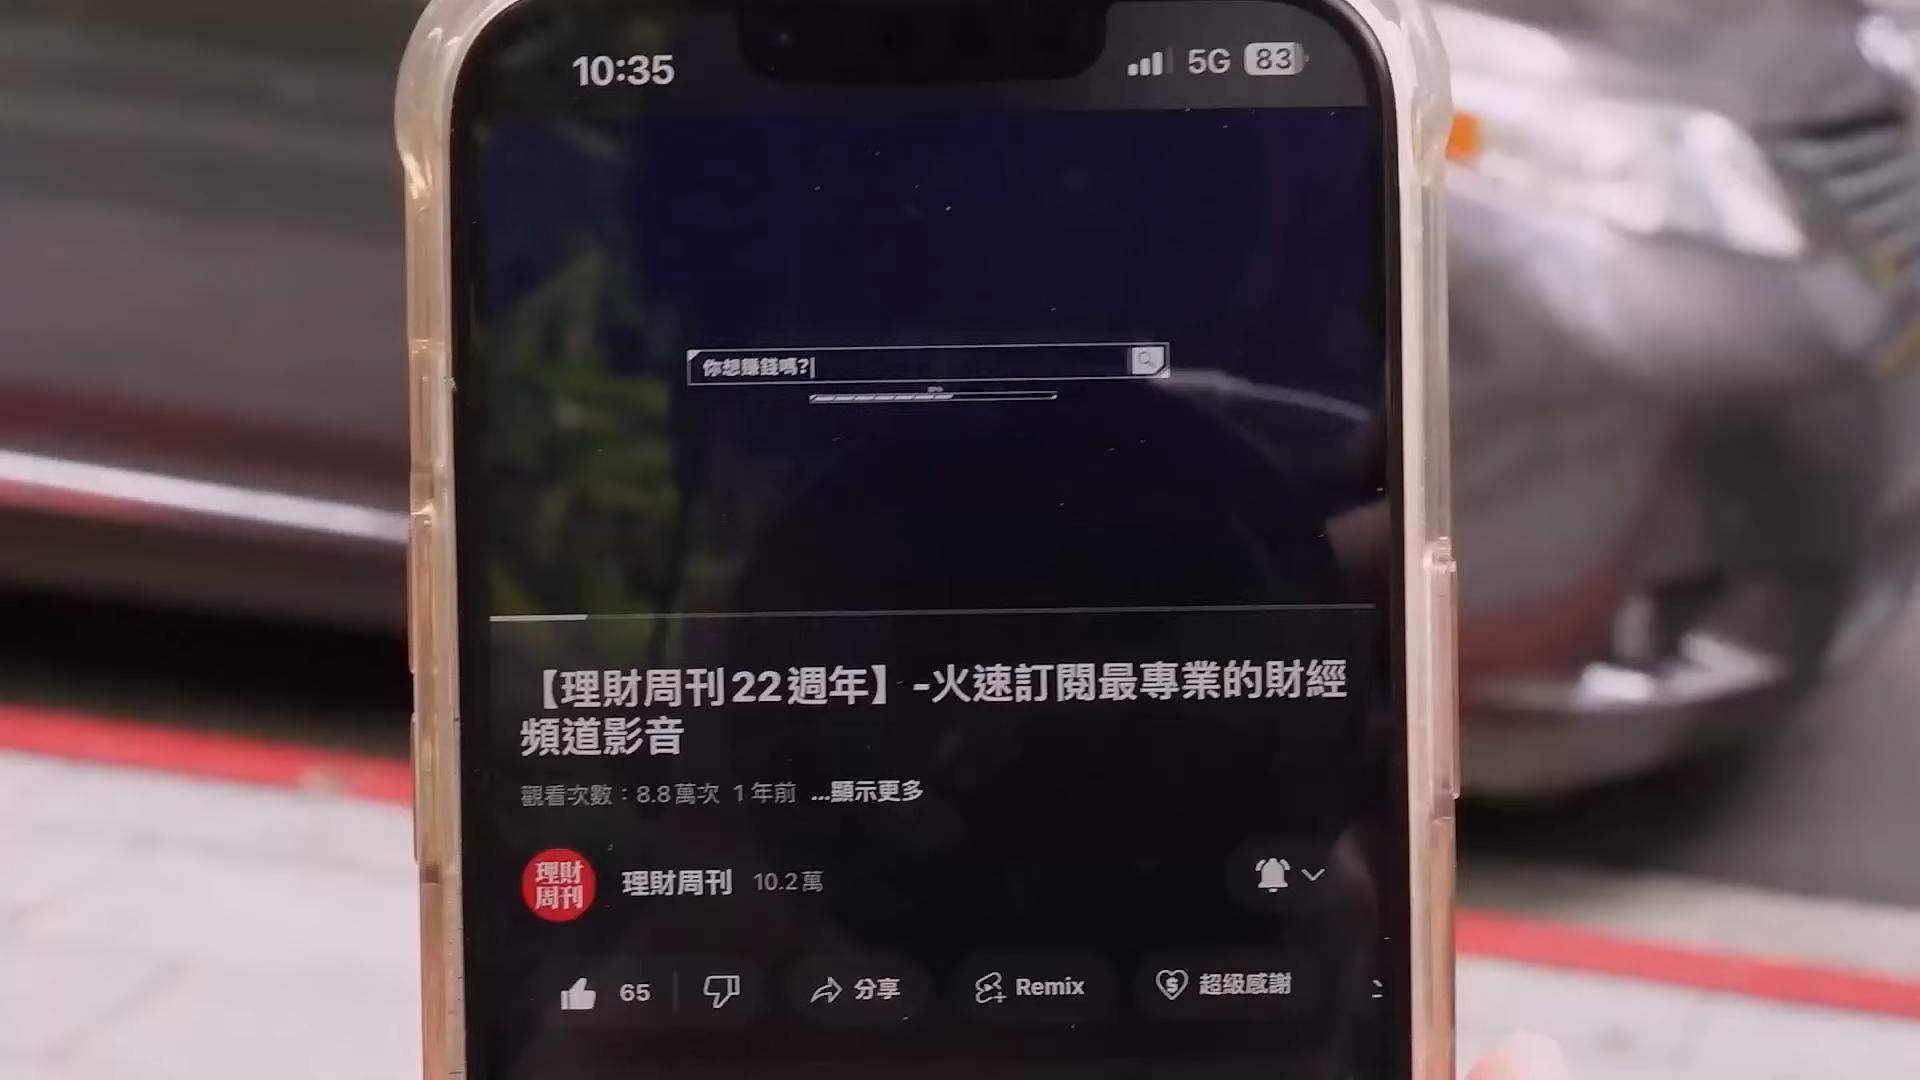 10:35
5G 83
你想賺錢嗎?
【理財周刊22週年】-火速訂閱最專業的財經
頻道影音
觀看次數：8.8萬次 1年前 ...顯示更多
理財
周刊
理財周刊 10.2萬
65 分享 Remix 超級感謝